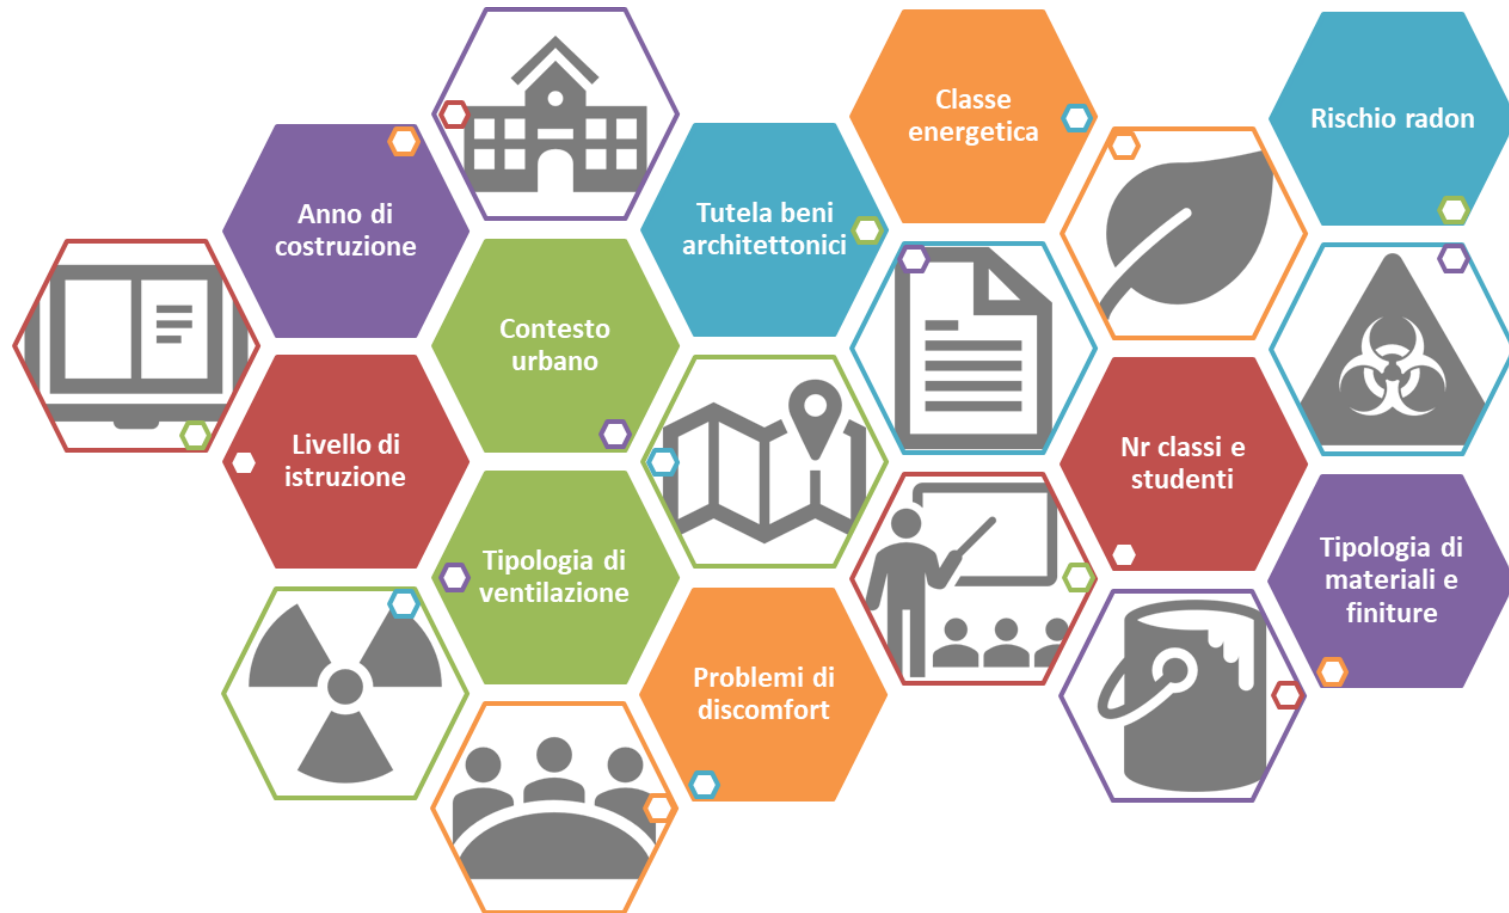 Classe
energetica
Rischio radon
Anno di
costruzione
Tutela beni
architettonici
Contesto
urbano
Livello di
istruzione
Nr classi e
studenti
Tipologia di
ventilazione
Tipologia di
materiali e
finiture
Problemi di
discomfort